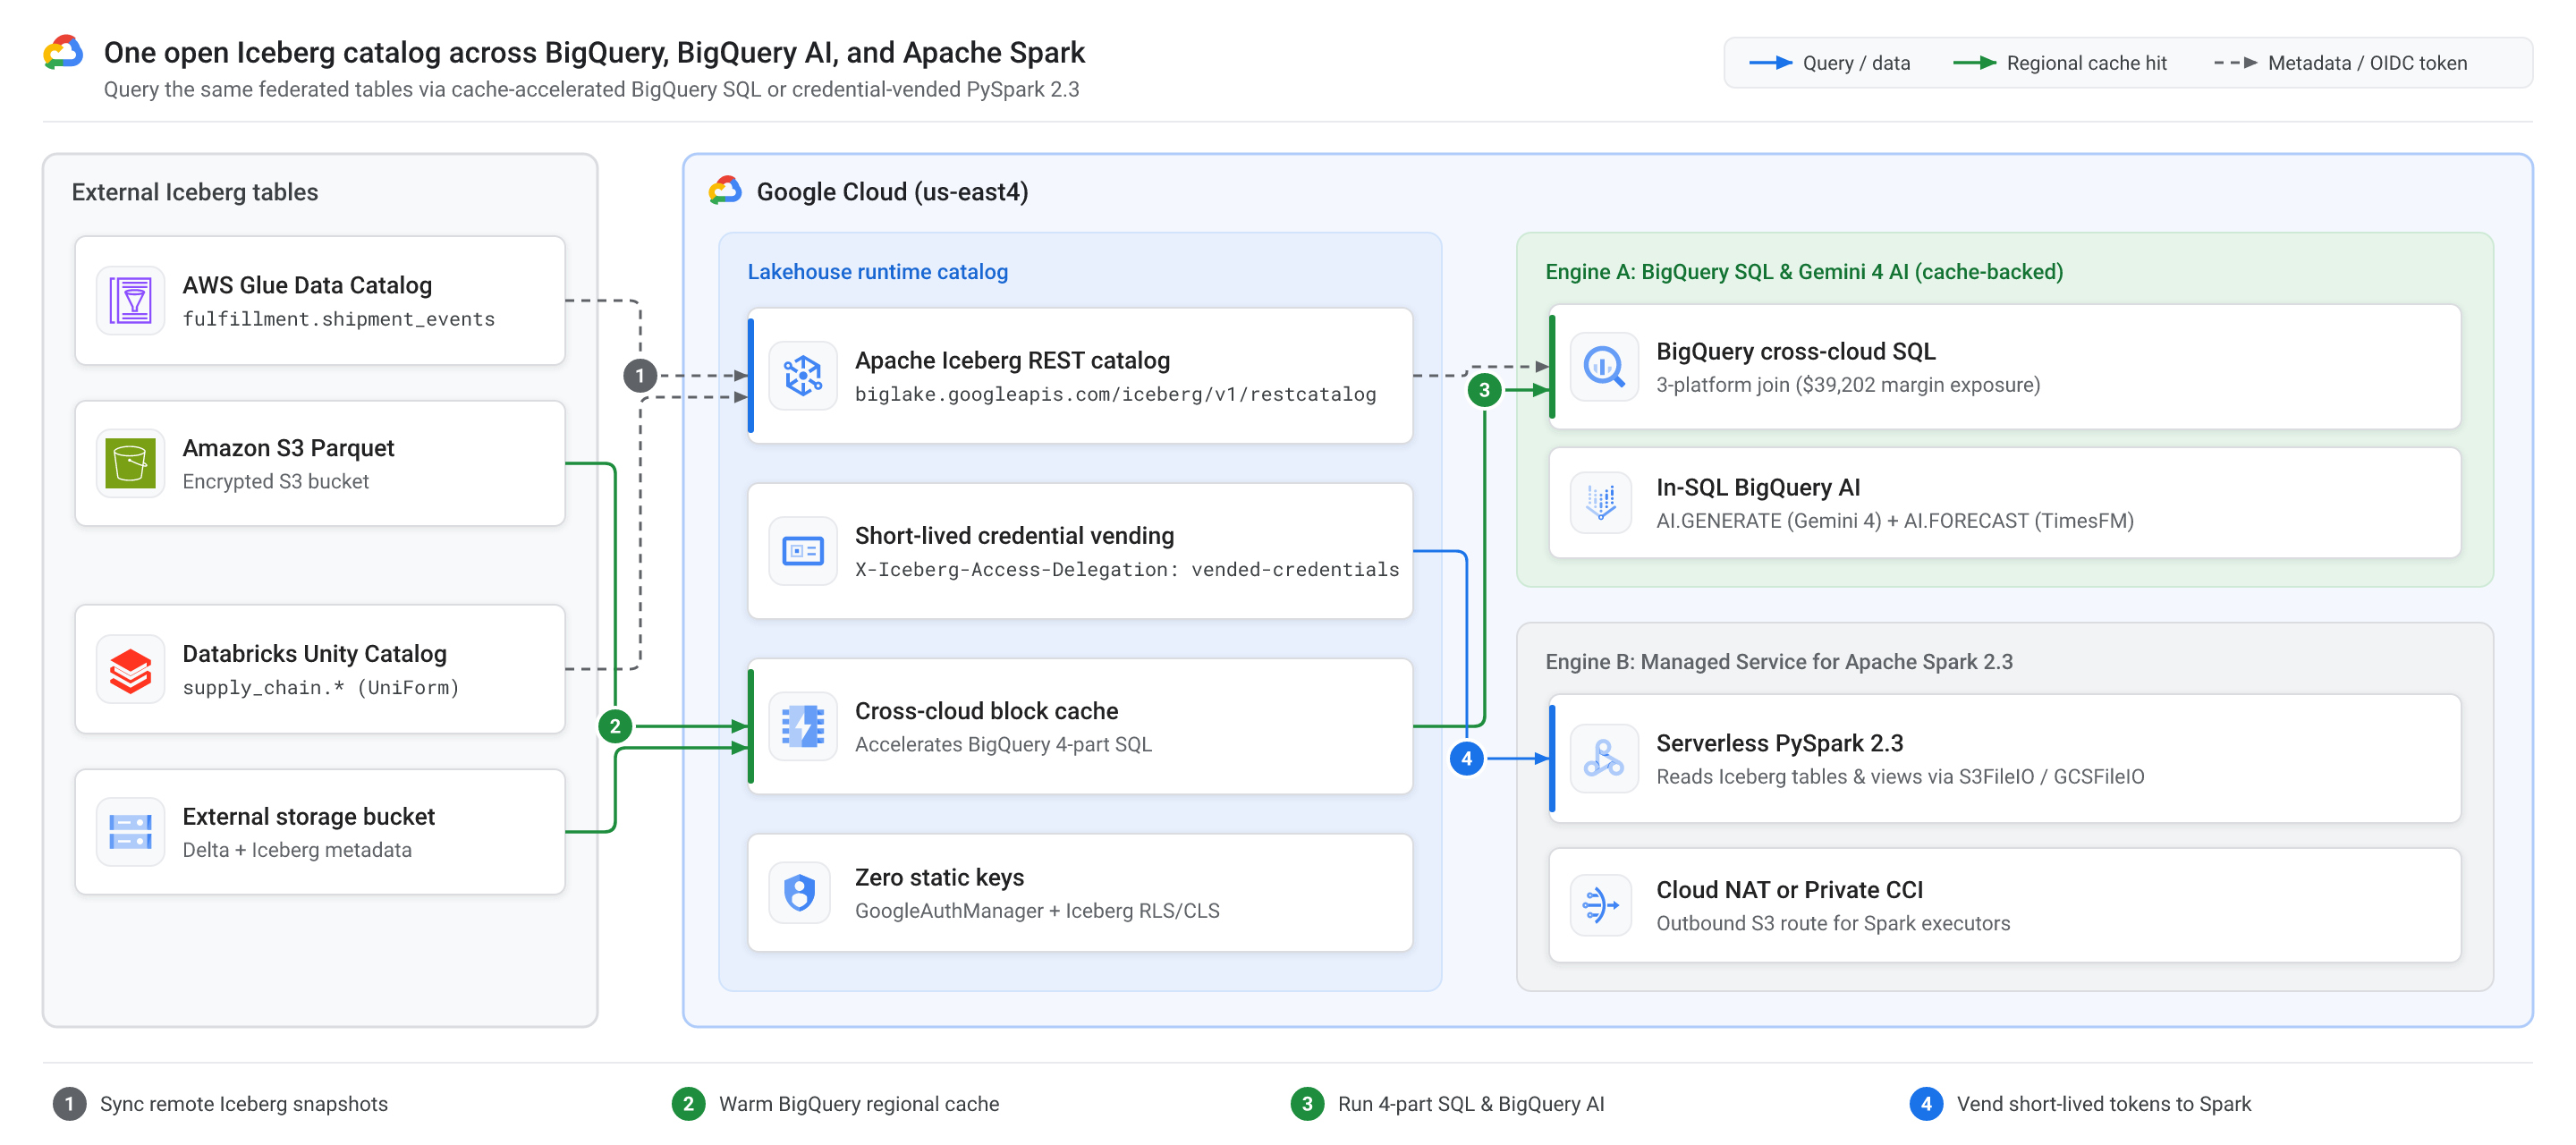 One open Iceberg catalog across BigQuery, BigQuery AI, and Apache Spark
Query the same federated tables via cache-accelerated BigQuery SQL or credential-vended PySpark 2.3
Query / data
Regional cache hit
Metadata / OIDC token
External Iceberg tables
AWS Glue Data Catalog
fulfillment.shipment_events
Amazon S3 Parquet
Encrypted S3 bucket
Databricks Unity Catalog
supply_chain.* (UniForm)
External storage bucket
Delta + Iceberg metadata
1
2
Google Cloud (us-east4)
Lakehouse runtime catalog
Apache Iceberg REST catalog
biglake.googleapis.com/iceberg/v1/restcatalog
Short-lived credential vending
X-Iceberg-Access-Delegation: vended-credentials
Cross-cloud block cache
Accelerates BigQuery 4-part SQL
Zero static keys
GoogleAuthManager + Iceberg RLS/CLS
3
4
Engine A: BigQuery SQL & Gemini 4 AI (cache-backed)
BigQuery cross-cloud SQL
3-platform join ($39,202 margin exposure)
In-SQL BigQuery AI
AI.GENERATE (Gemini 4) + AI.FORECAST (TimesFM)
Engine B: Managed Service for Apache Spark 2.3
Serverless PySpark 2.3
Reads Iceberg tables & views via S3FileIO / GCSFileIO
Cloud NAT or Private CCI
Outbound S3 route for Spark executors
1 Sync remote Iceberg snapshots
2 Warm BigQuery regional cache
3 Run 4-part SQL & BigQuery AI
4 Vend short-lived tokens to Spark